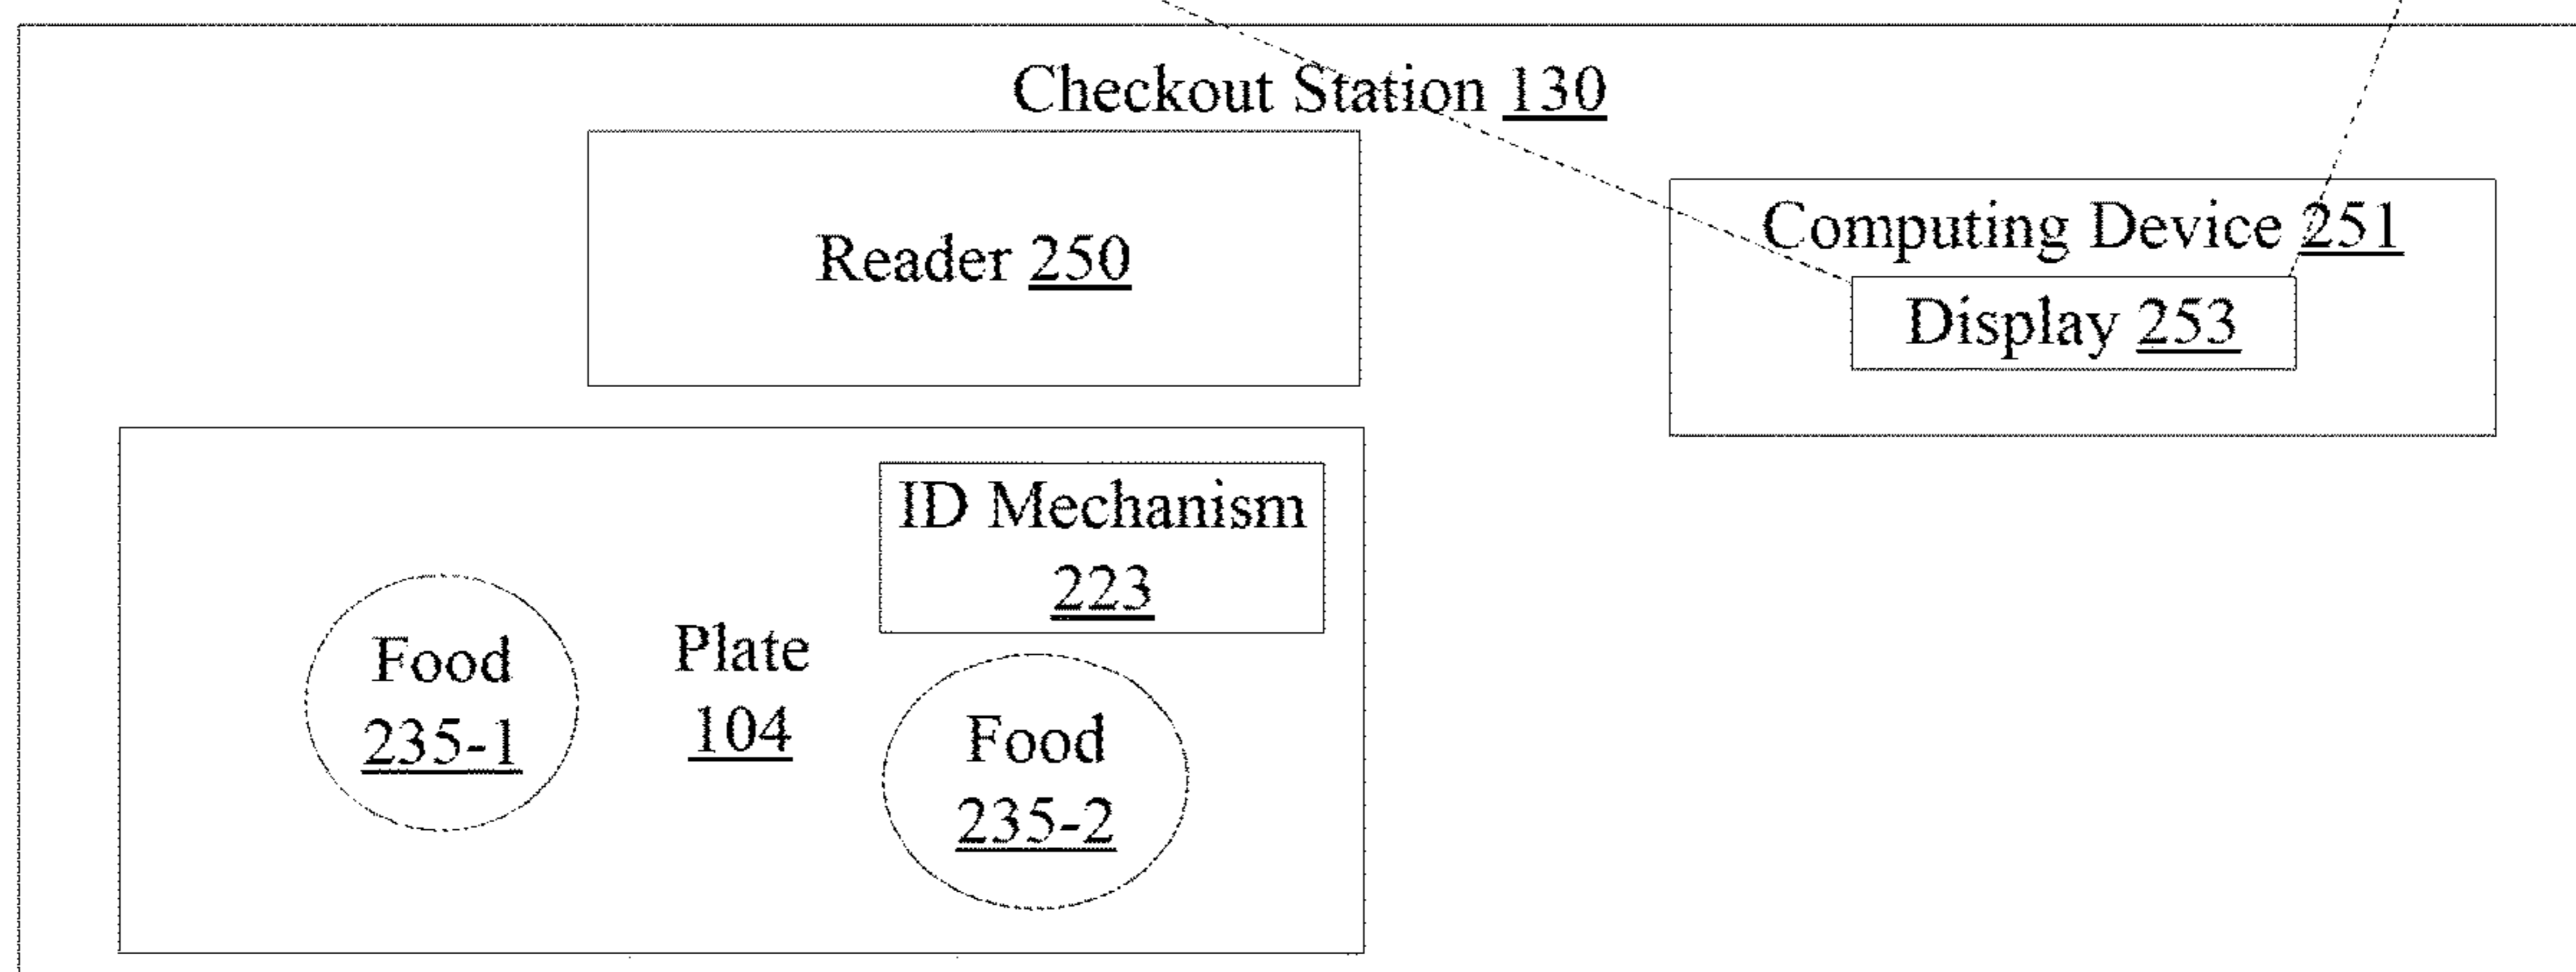 Checkout Station 130
Reader 250
Computing Device 251
Display 253
ID Mechanism
223
Food
235-1
Plate
104
Food
235-2